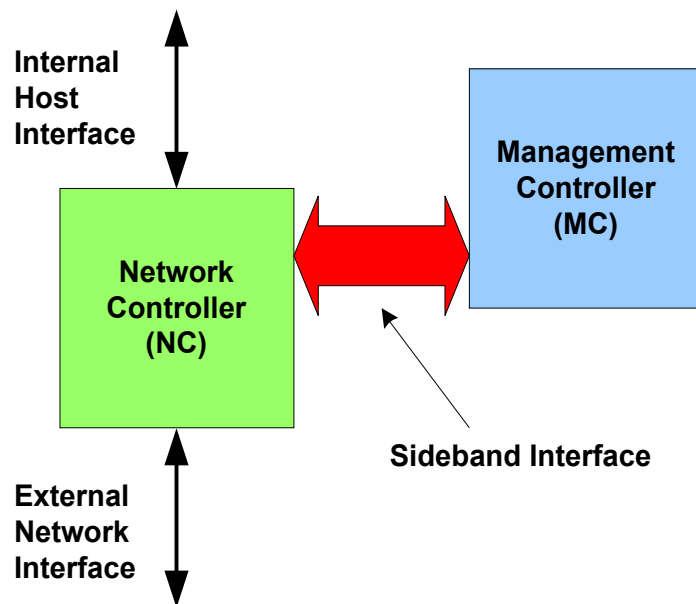 Internal
Host
Interface
Management
Controller
(MC)
Network
Controller
(NC)
Sideband Interface
External
Network
Interface